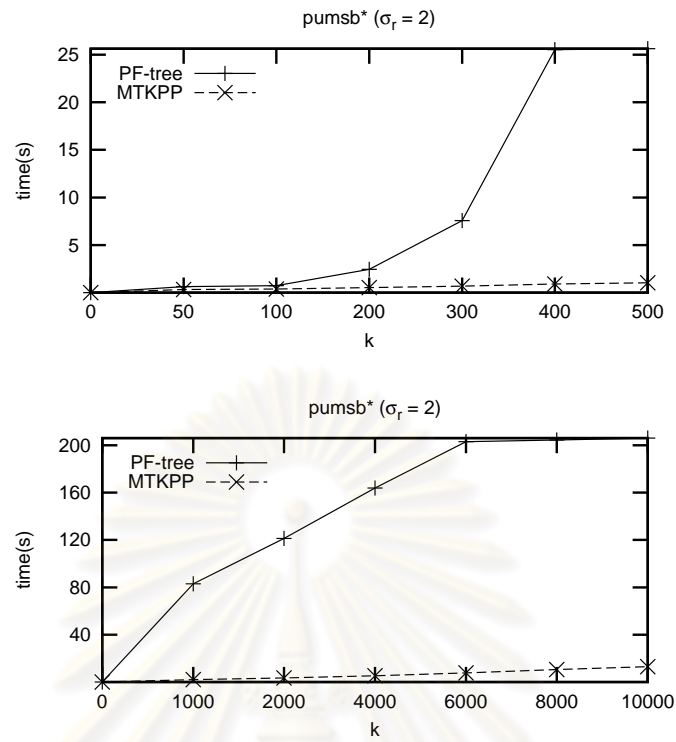 pumsb* (σr = 2)
25
20
15
10
5
time(s)
PF-tree
MTKPP
0 50 100 200 300 400 500
k
pumsb* (σr = 2)
200
160
120
80
40
time(s)
PF-tree
MTKPP
0 1000 2000 4000 6000 8000 10000
k